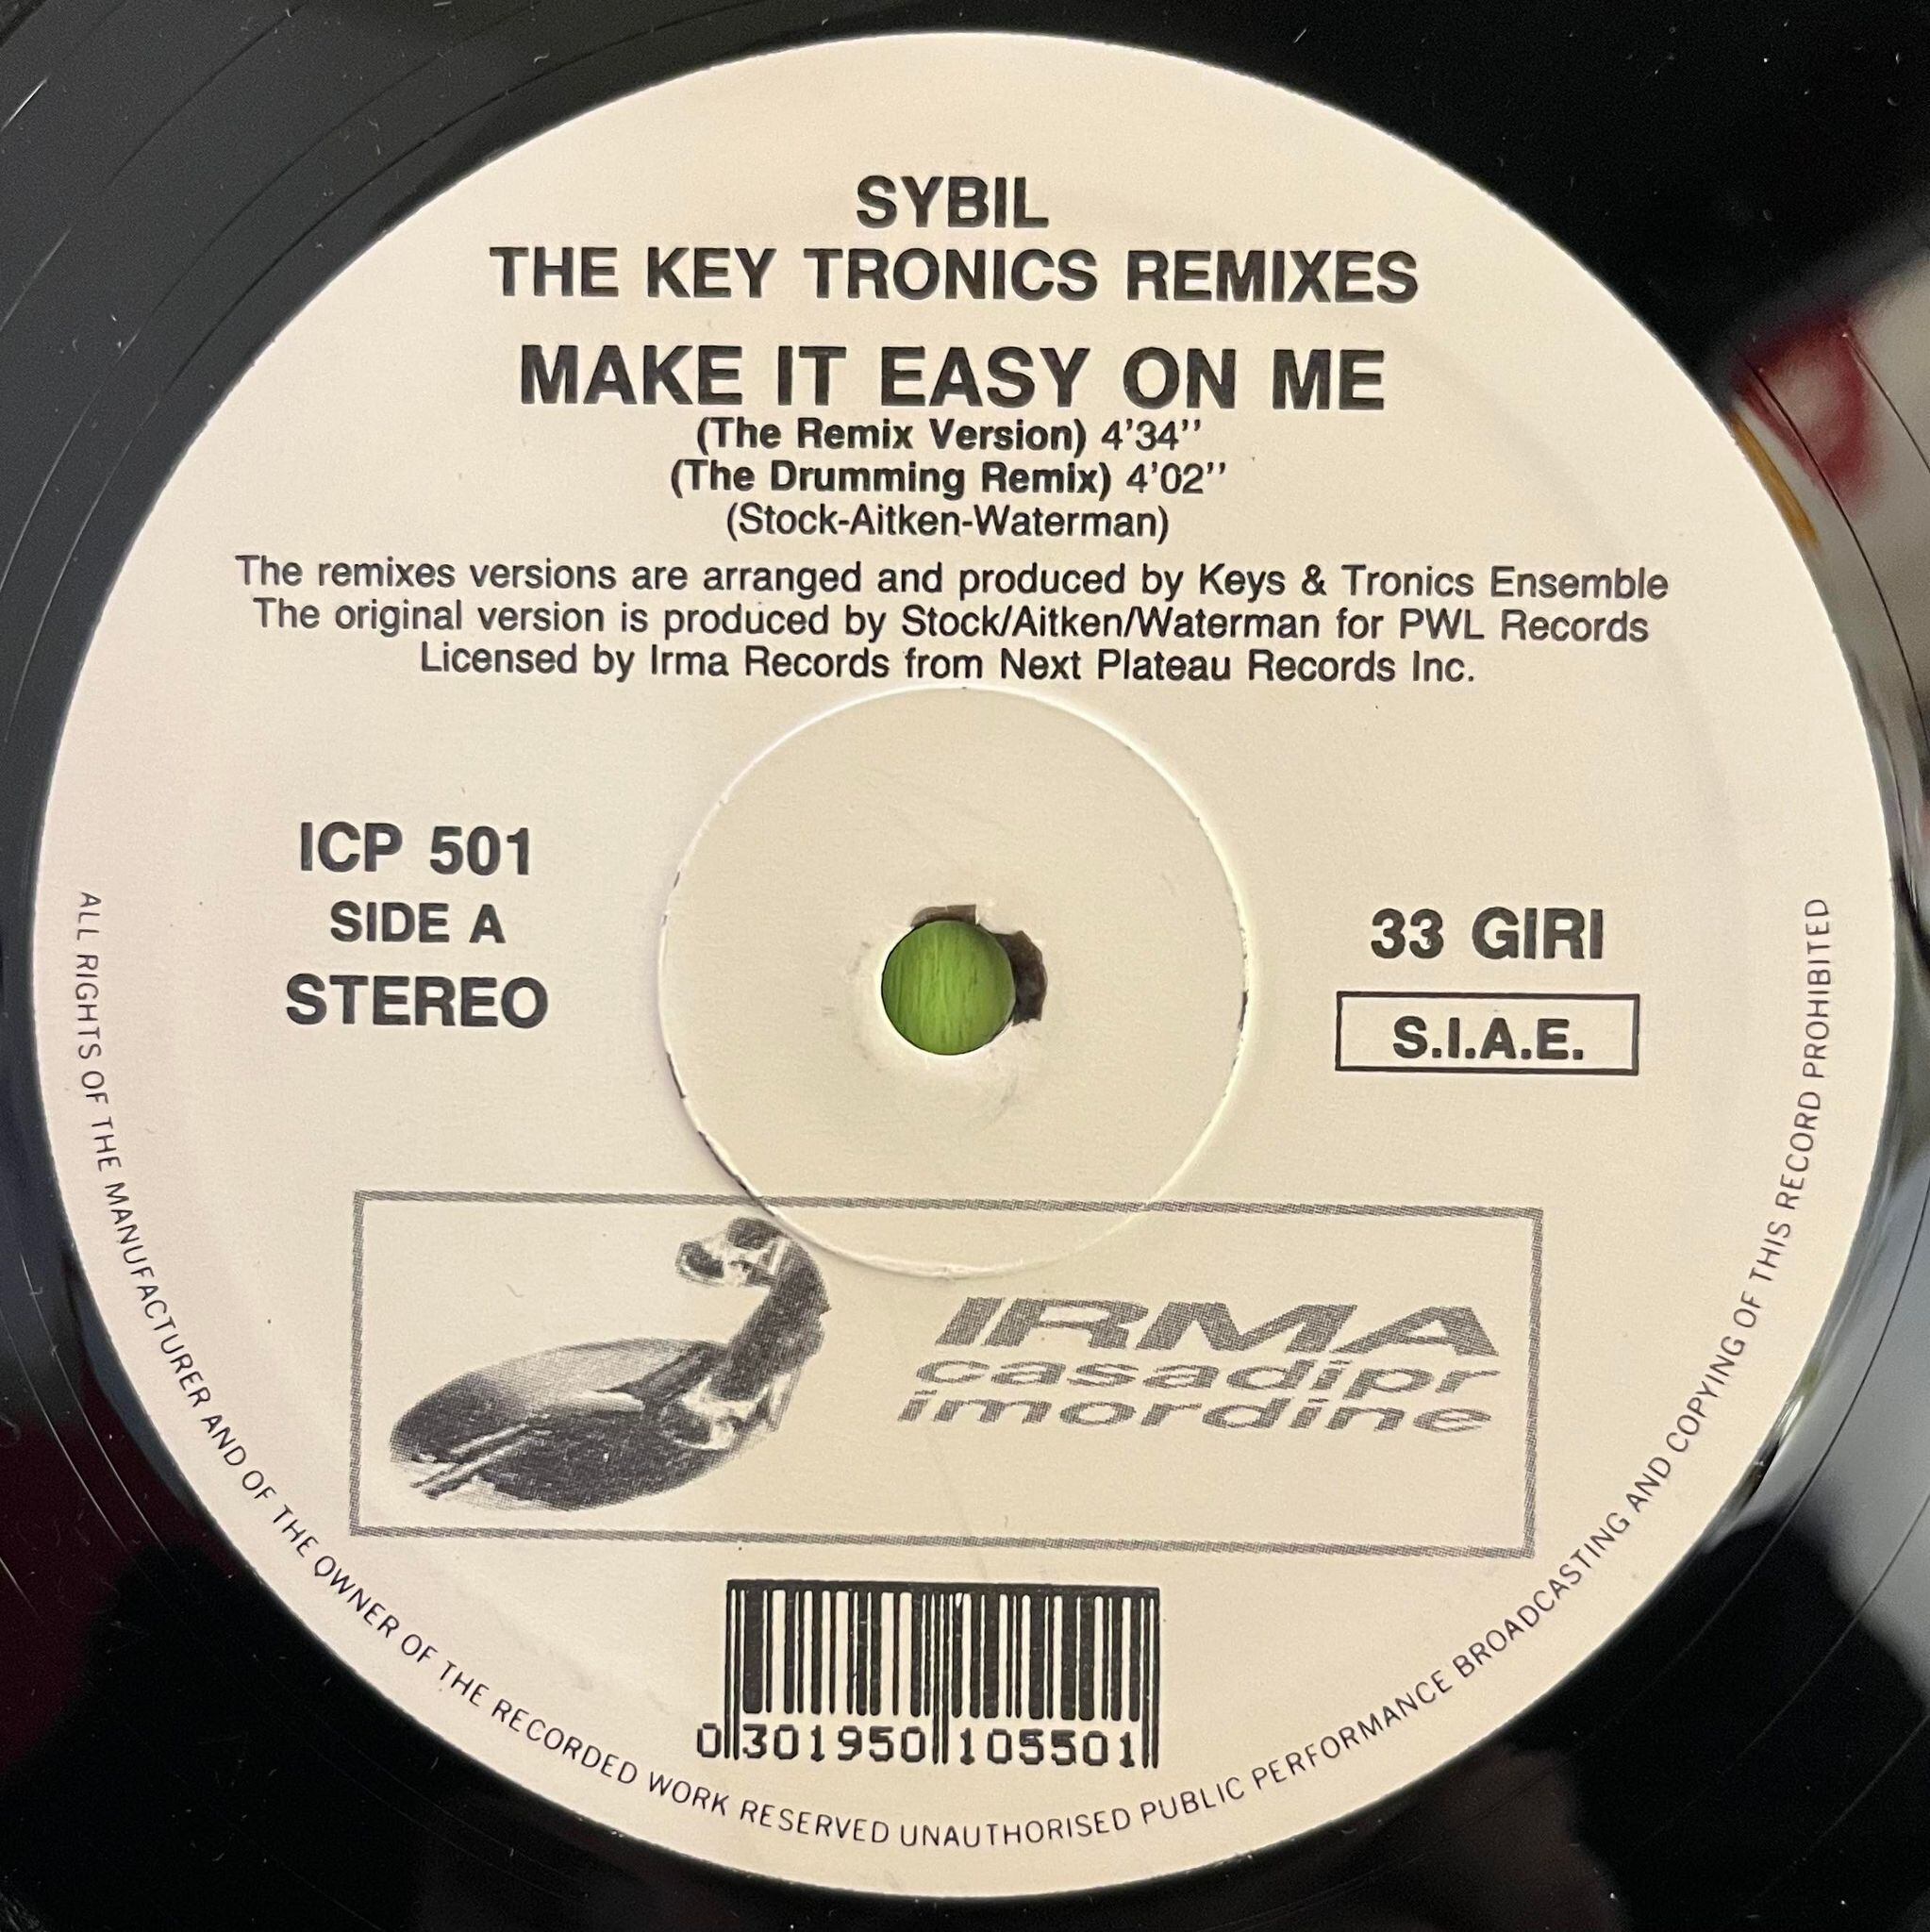 SYBIL
THE KEY TRONICS REMIXES
MAKE IT EASY ON ME
(The Remix Version) 4'34''
(The Drumming Remix) 4'02''
(Stock-Aitken-Waterman)
The remixes versions are arranged and produced by Keys & Tronics Ensemble
The original version is produced by Stock/Aitken/Waterman for PWL Records
Licensed by Irma Records from Next Plateau Records Inc.
ICP 501
SIDE A
STEREO
33 GIRI
S.I.A.E.
IRMA
casadipr
imordine
0 301950 105501
ALL RIGHTS OF THE MANUFACTURER AND OF THE OWNER OF THE RECORDED WORK RESERVED UNAUTHORISED PUBLIC PERFORMANCE BROADCASTING AND COPYING OF THIS RECORD PROHIBITED